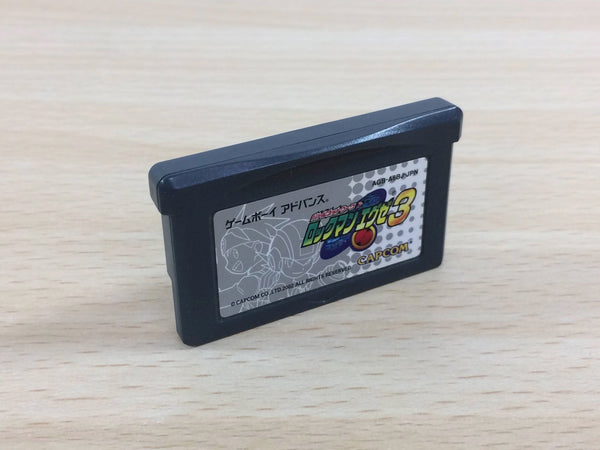 ゲームボーイ アドバンス®
AGB-A6BJ-JPN
ロックマンエグゼ3
CAPCOM
© CAPCOM CO.,LTD.2002 ALL RIGHTS RESERVED.